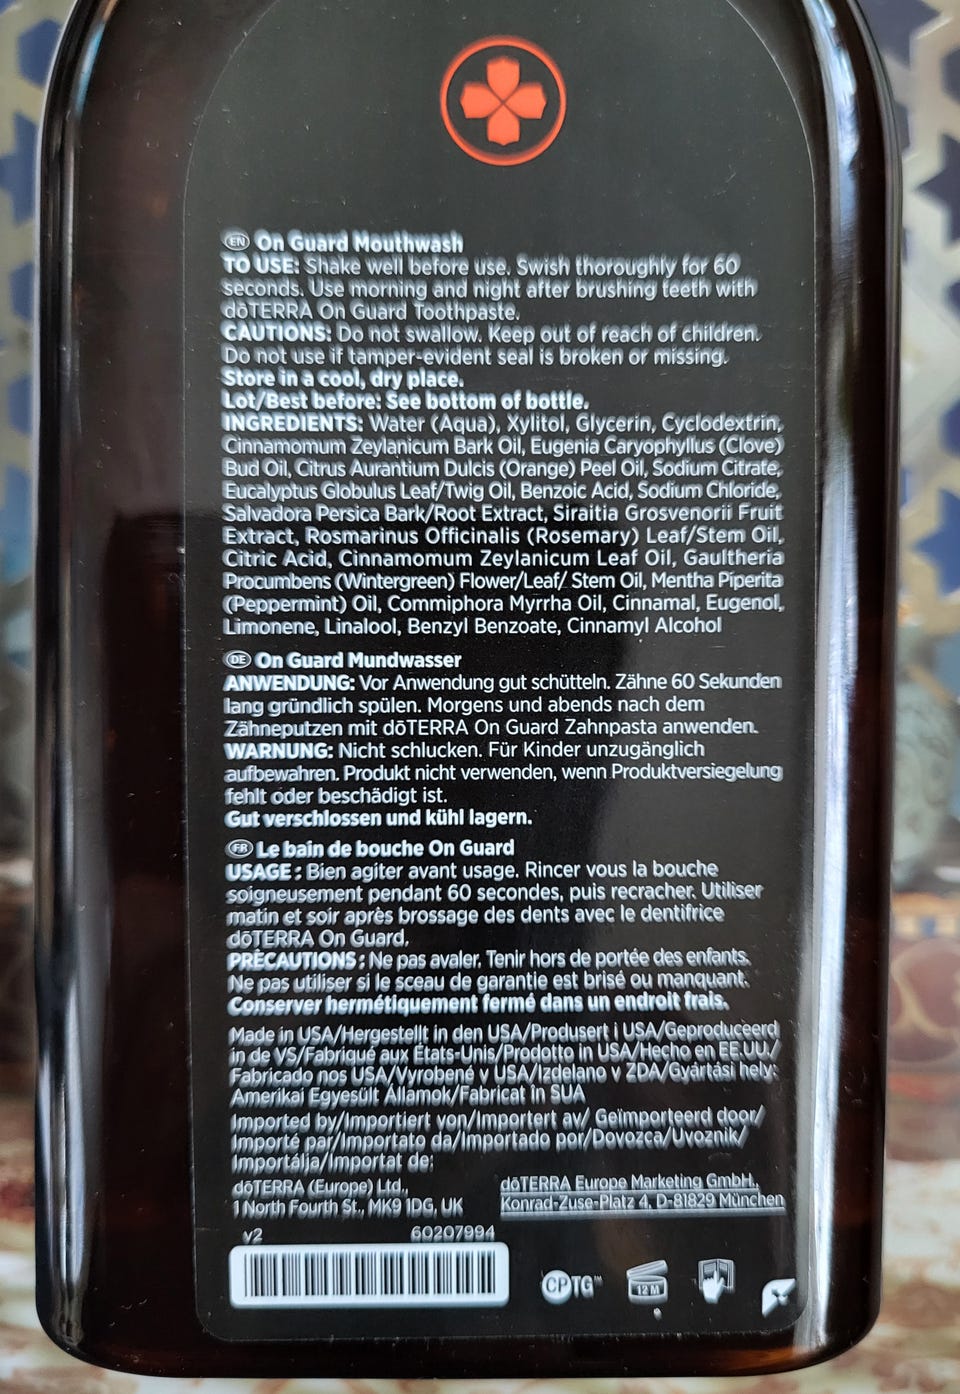 EN On Guard Mouthwash
TO USE: Shake well before use. Swish thoroughly for 60
seconds. Use morning and night after brushing teeth with
dōTERRA On Guard Toothpaste.
CAUTIONS: Do not swallow. Keep out of reach of children.
Do not use if tamper-evident seal is broken or missing.
Store in a cool, dry place.
Lot/Best before: See bottom of bottle.
INGREDIENTS: Water (Aqua), Xylitol, Glycerin, Cyclodextrin,
Cinnamomum Zeylanicum Bark Oil, Eugenia Caryophyllus (Clove)
Bud Oil, Citrus Aurantium Dulcis (Orange) Peel Oil, Sodium Citrate,
Eucalyptus Globulus Leaf/Twig Oil, Benzoic Acid, Sodium Chloride,
Salvadora Persica Bark/Root Extract, Siraitia Grosvenorii Fruit
Extract, Rosmarinus Officinalis (Rosemary) Leaf/Stem Oil,
Citric Acid, Cinnamomum Zeylanicum Leaf Oil, Gaultheria
Procumbens (Wintergreen) Flower/Leaf/ Stem Oil, Mentha Piperita
(Peppermint) Oil, Commiphora Myrrha Oil, Cinnamal, Eugenol,
Limonene, Linalool, Benzyl Benzoate, Cinnamyl Alcohol
DE On Guard Mundwasser
ANWENDUNG: Vor Anwendung gut schütteln. Zähne 60 Sekunden
lang gründlich spülen. Morgens und abends nach dem
Zähneputzen mit dōTERRA On Guard Zahnpasta anwenden.
WARNUNG: Nicht schlucken. Für Kinder unzugänglich
aufbewahren. Produkt nicht verwenden, wenn Produktversiegelung
fehlt oder beschädigt ist.
Gut verschlossen und kühl lagern.
FR Le bain de bouche On Guard
USAGE : Bien agiter avant usage. Rincer vous la bouche
soigneusement pendant 60 secondes, puis recracher. Utiliser
matin et soir après brossage des dents avec le dentifrice
dōTERRA On Guard.
PRÉCAUTIONS : Ne pas avaler. Tenir hors de portée des enfants.
Ne pas utiliser si le sceau de garantie est brisé ou manquant.
Conserver hermétiquement fermé dans un endroit frais.
Made in USA/Hergestellt in den USA/Produsert i USA/Geproduceerd
in de VS/Fabriqué aux États-Unis/Prodotto in USA/Hecho en EE.UU./
Fabricado nos USA/Vyrobené v USA/Izdelano v ZDA/Gyártási hely:
Amerikai Egyesült Államok/Fabricat în SUA
Imported by/Importiert von/Importert av/ Geïmporteerd door/
Importé par/Importato da/Importado por/Dovozca/Uvoznik/
Importálja/Importat de:
dōTERRA (Europe) Ltd.,
1 North Fourth St., MK9 1DG, UK
dōTERRA Europe Marketing GmbH.,
Konrad-Zuse-Platz 4, D-81829 München
v2 60207994
CPTG™ 12 M